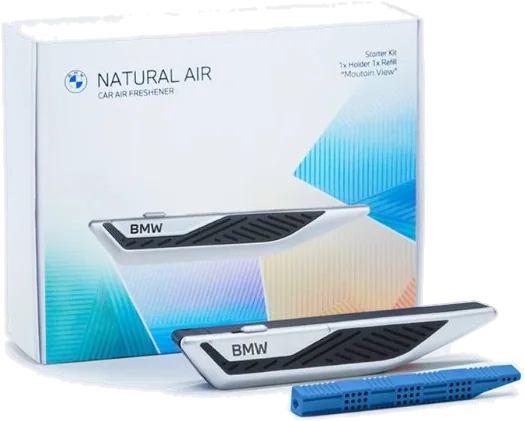 NATURAL AIR
CAR AIR FRESHENER
Starter Kit
1x Holder 1x Refill
"Moutain View"
BMW
BMW